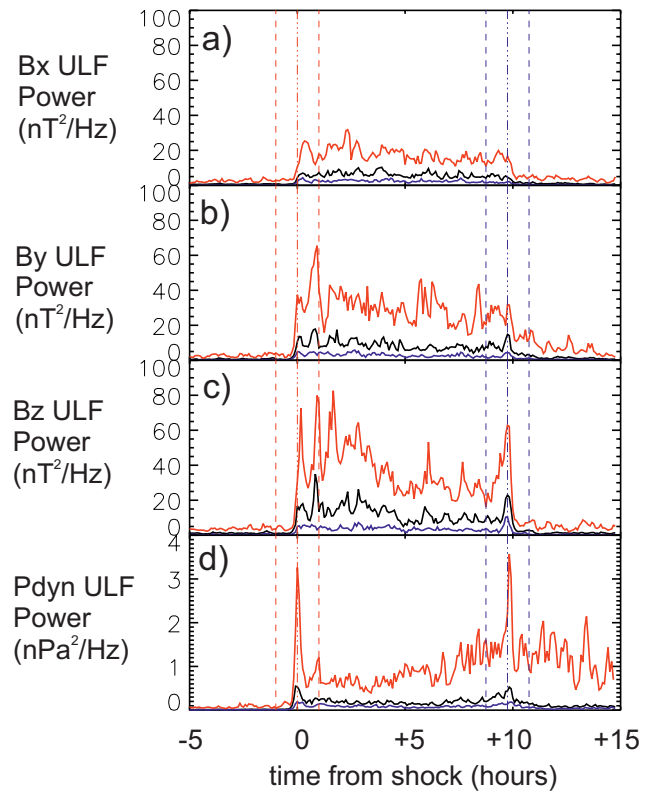 a)
Bx ULF
Power
(nT²/Hz)
100
80
60
40
20
0
b)
By ULF
Power
(nT²/Hz)
100
80
60
40
20
0
c)
Bz ULF
Power
(nT²/Hz)
100
80
60
40
20
0
d)
Pdyn ULF
Power
(nPa²/Hz)
4
3
2
1
0
-5 0 +5 +10 +15
time from shock (hours)